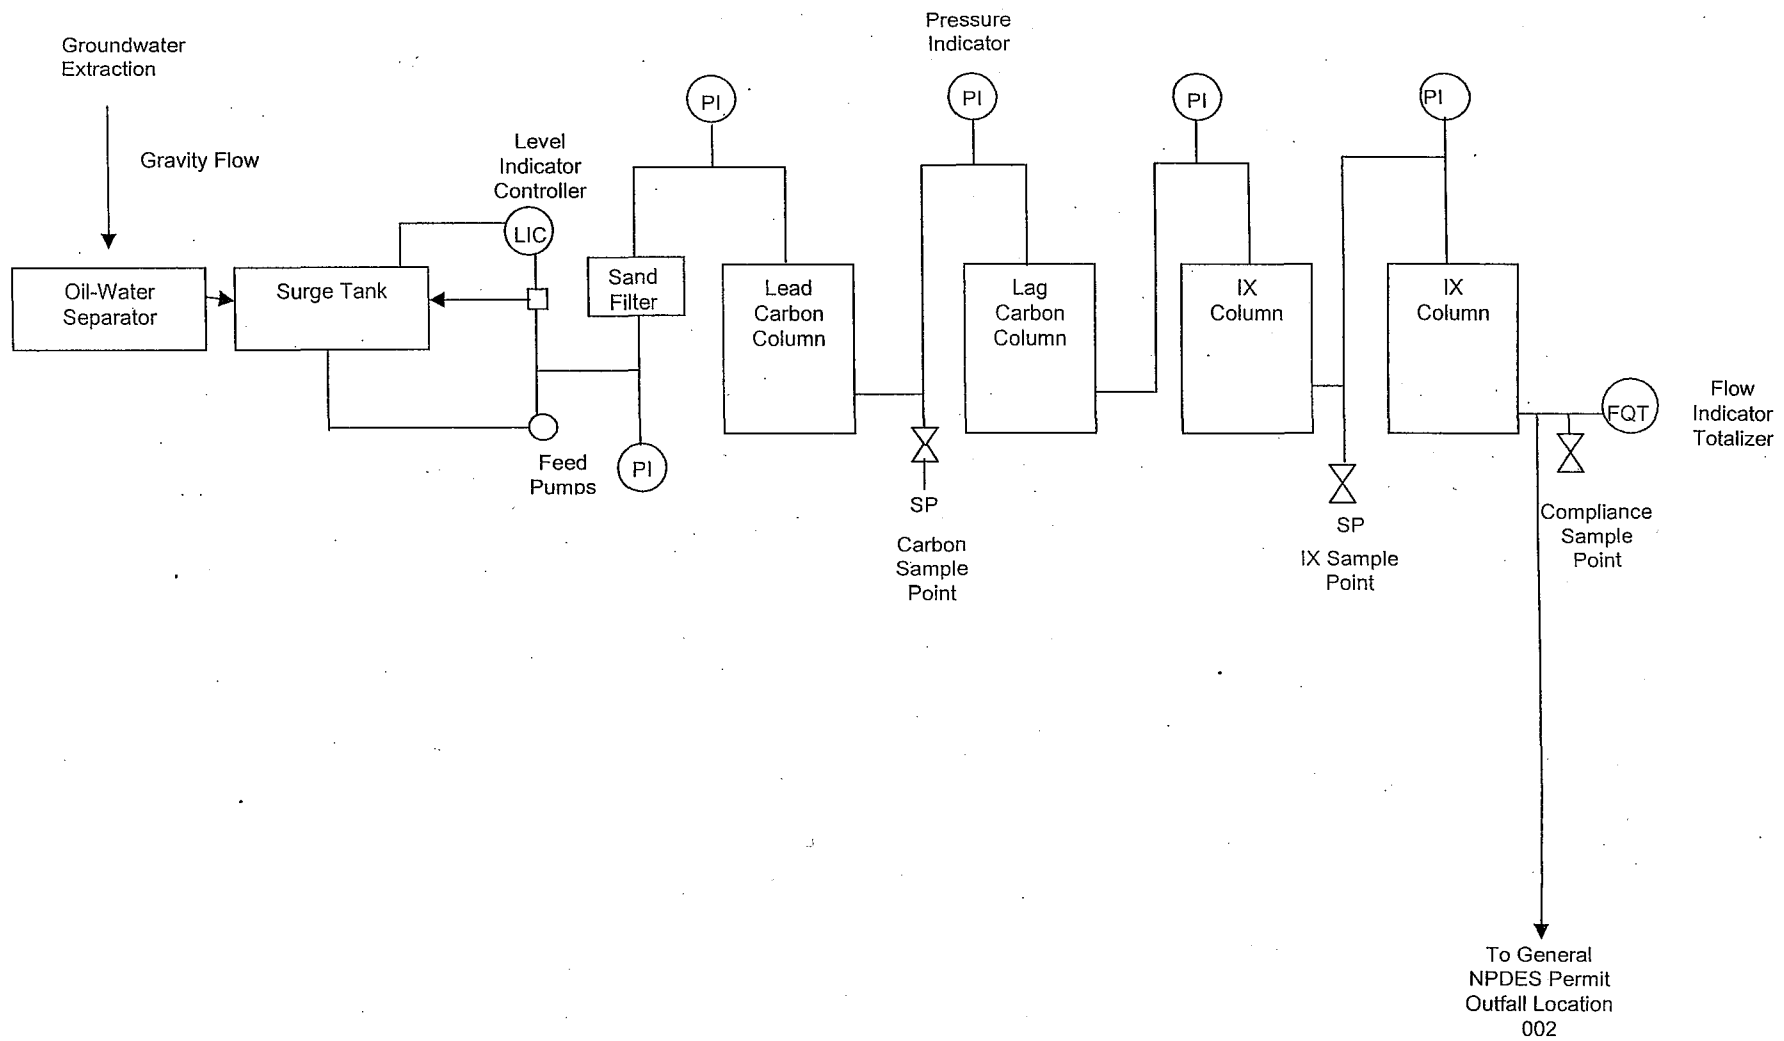 Groundwater
Extraction
Gravity Flow
Oil-Water
Separator
Surge Tank
Level
Indicator
Controller
LIC
Feed
Pumps
PI
Sand
Filter
PI
Lead
Carbon
Column
Pressure
Indicator
PI
SP
Carbon
Sample
Point
Lag
Carbon
Column
PI
IX
Column
SP
IX Sample
Point
PI
IX
Column
FQT
Flow
Indicator
Totalizer
Compliance
Sample
Point
To General
NPDES Permit
Outfall Location
002